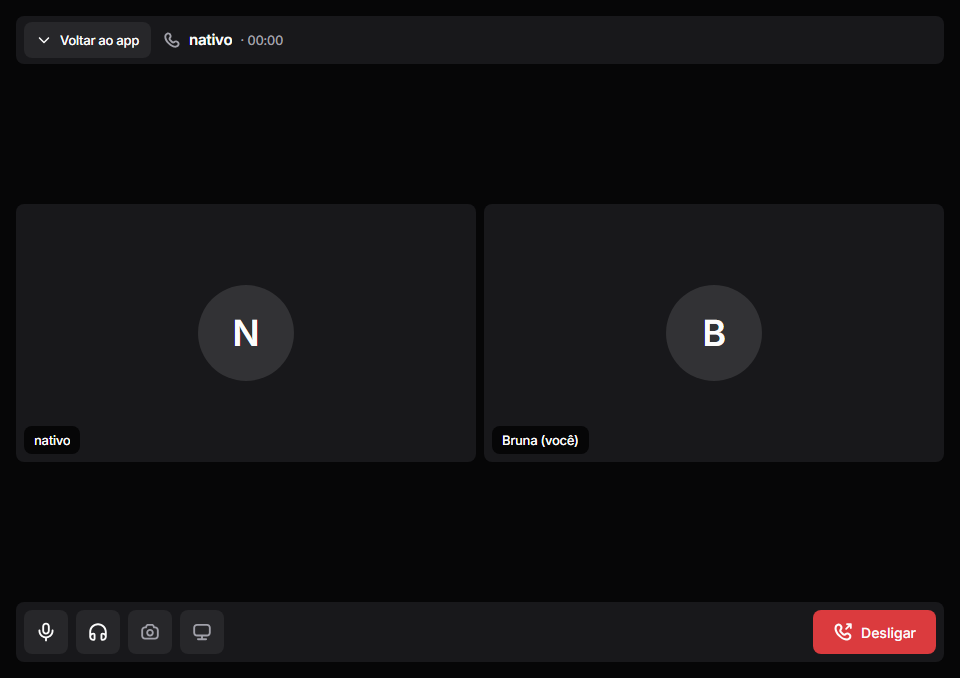 Voltar ao app
nativo · 00:00
N
B
nativo
Bruna (você)
Desligar